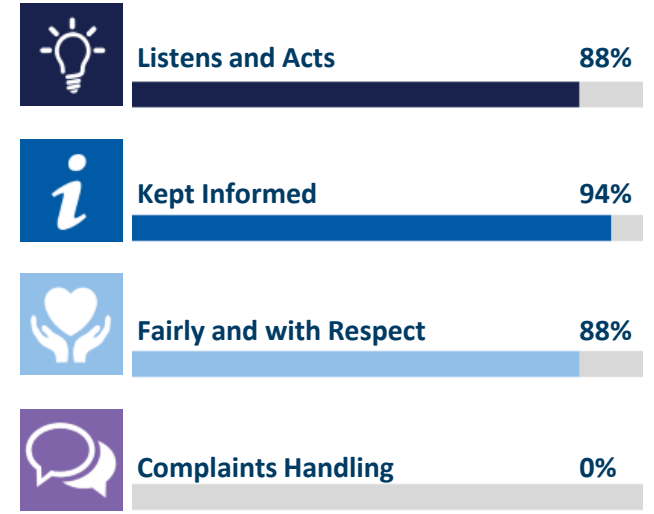 Listens and Acts 88%
Kept Informed 94%
Fairly and with Respect 88%
Complaints Handling 0%